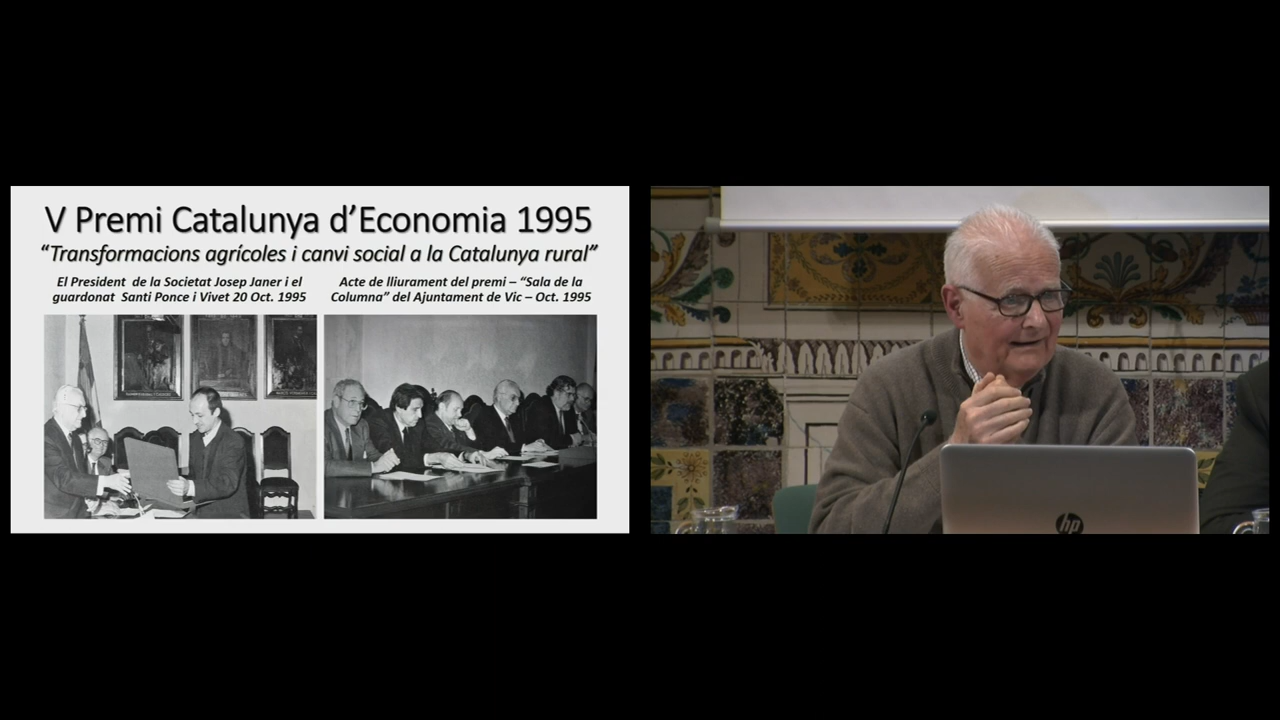 V Premi Catalunya d’Economia 1995
“Transformacions agrícoles i canvi social a la Catalunya rural”
El President de la Societat Josep Janer i el
guardonat Santi Ponce i Vivet 20 Oct. 1995
Acte de lliurament del premi – “Sala de la
Columna” del Ajuntament de Vic – Oct. 1995
hp